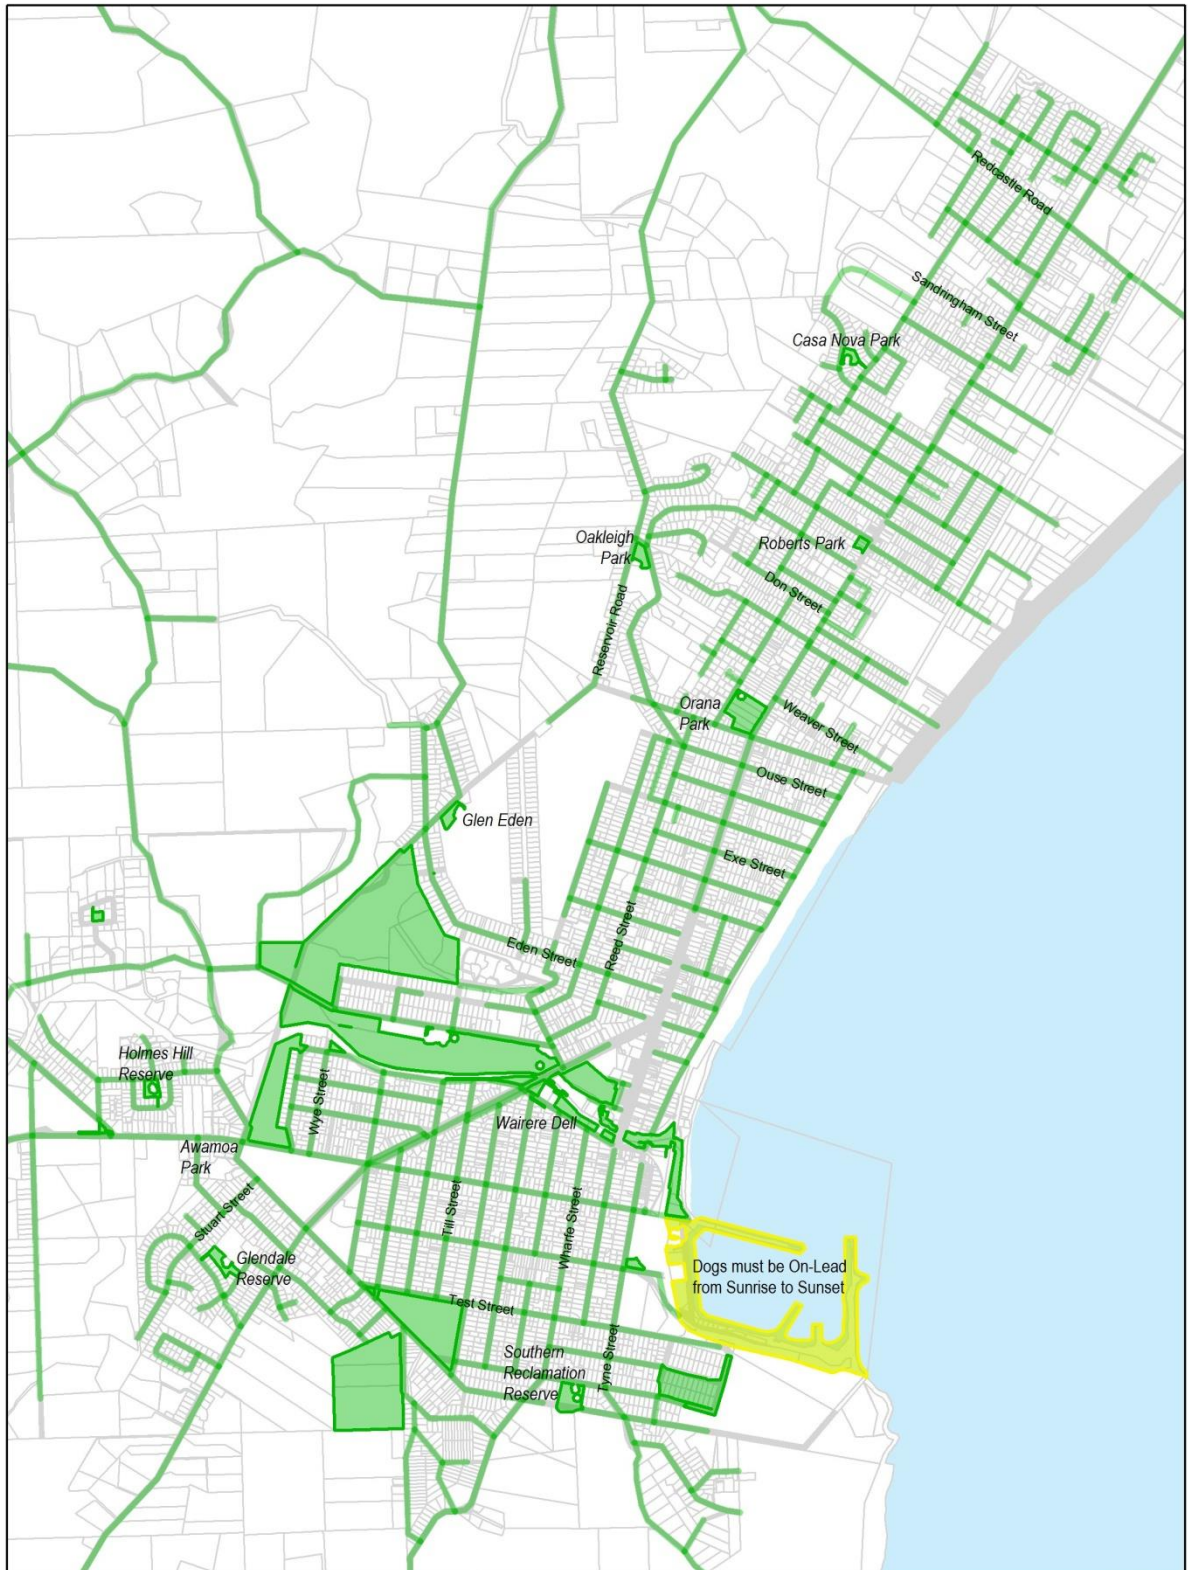 Redcastle Road
Sandringham Street
Casa Nova Park
Oakleigh
Park
Roberts Park
Don Street
Reservoir Road
Orana
Park
Weaver Street
Ouse Street
Glen Eden
Exe Street
Reed Street
Eden Street
Holmes Hill
Reserve
Wye Street
Wairere Dell
Awamoa
Park
Stuart Street
Till Street
Wharfe Street
Glendale
Reserve
Dogs must be On-Lead
from Sunrise to Sunset
Test Street
Southern
Reclamation
Reserve
Tyne Street